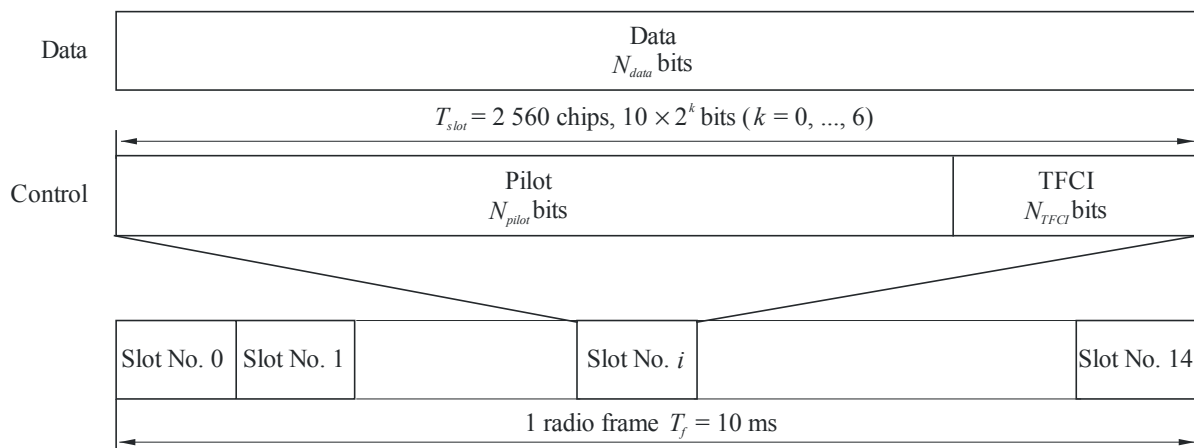 Data
Data
N_data bits
T_slot = 2 560 chips, 10 × 2^k bits (k = 0, ..., 6)
Control
Pilot
N_pilot bits
TFCI
N_TFCI bits
Slot No. 0
Slot No. 1
Slot No. i
Slot No. 14
1 radio frame T_f = 10 ms